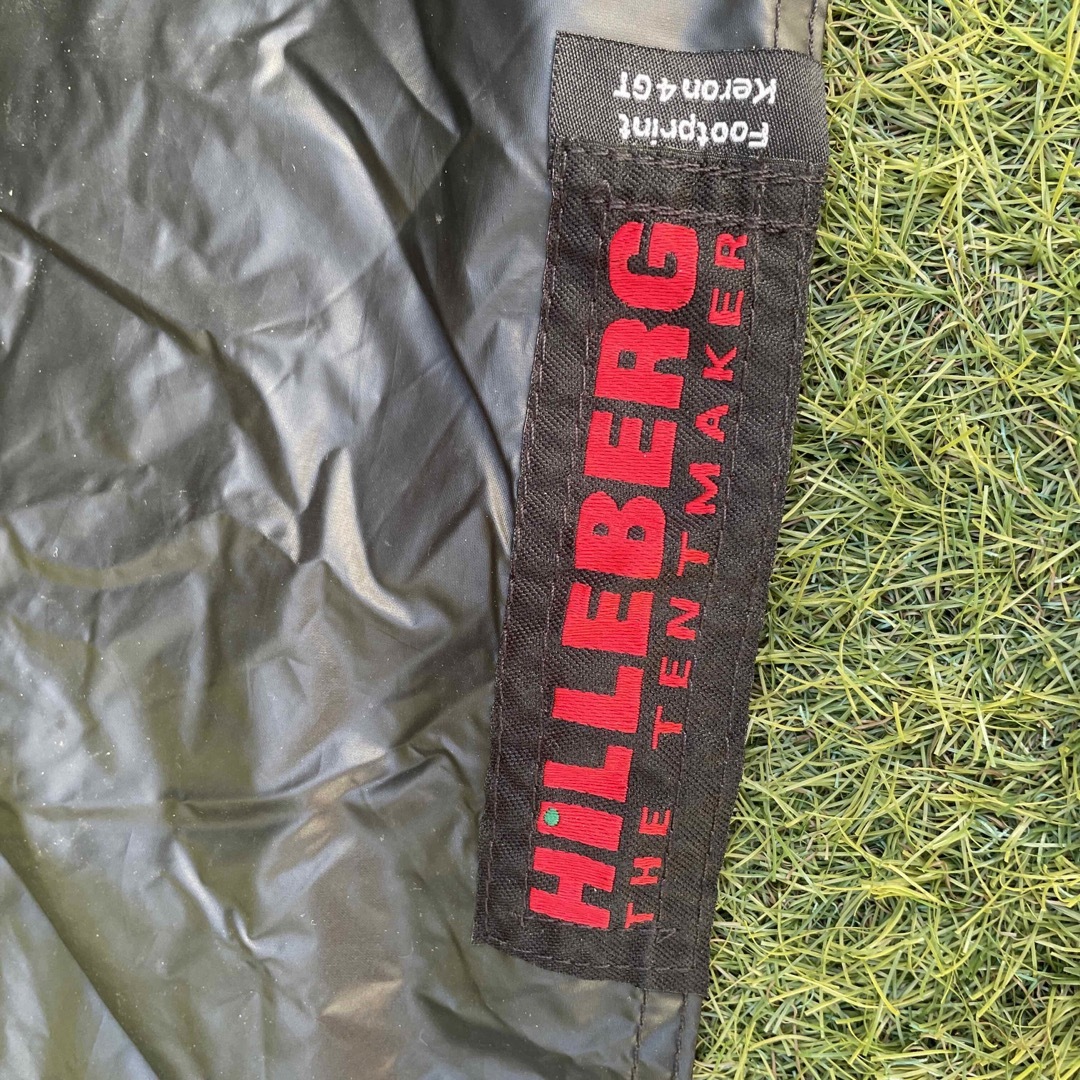 Footprint
Keron 4 GT
HiLLEBERG
THE TENTMAKER